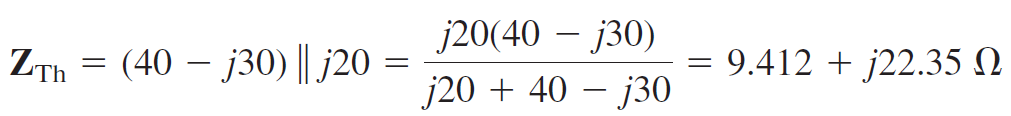 Z_Th = (40 − j30) ∥ j20 = j20(40 − j30) / j20 + 40 − j30 = 9.412 + j22.35 Ω